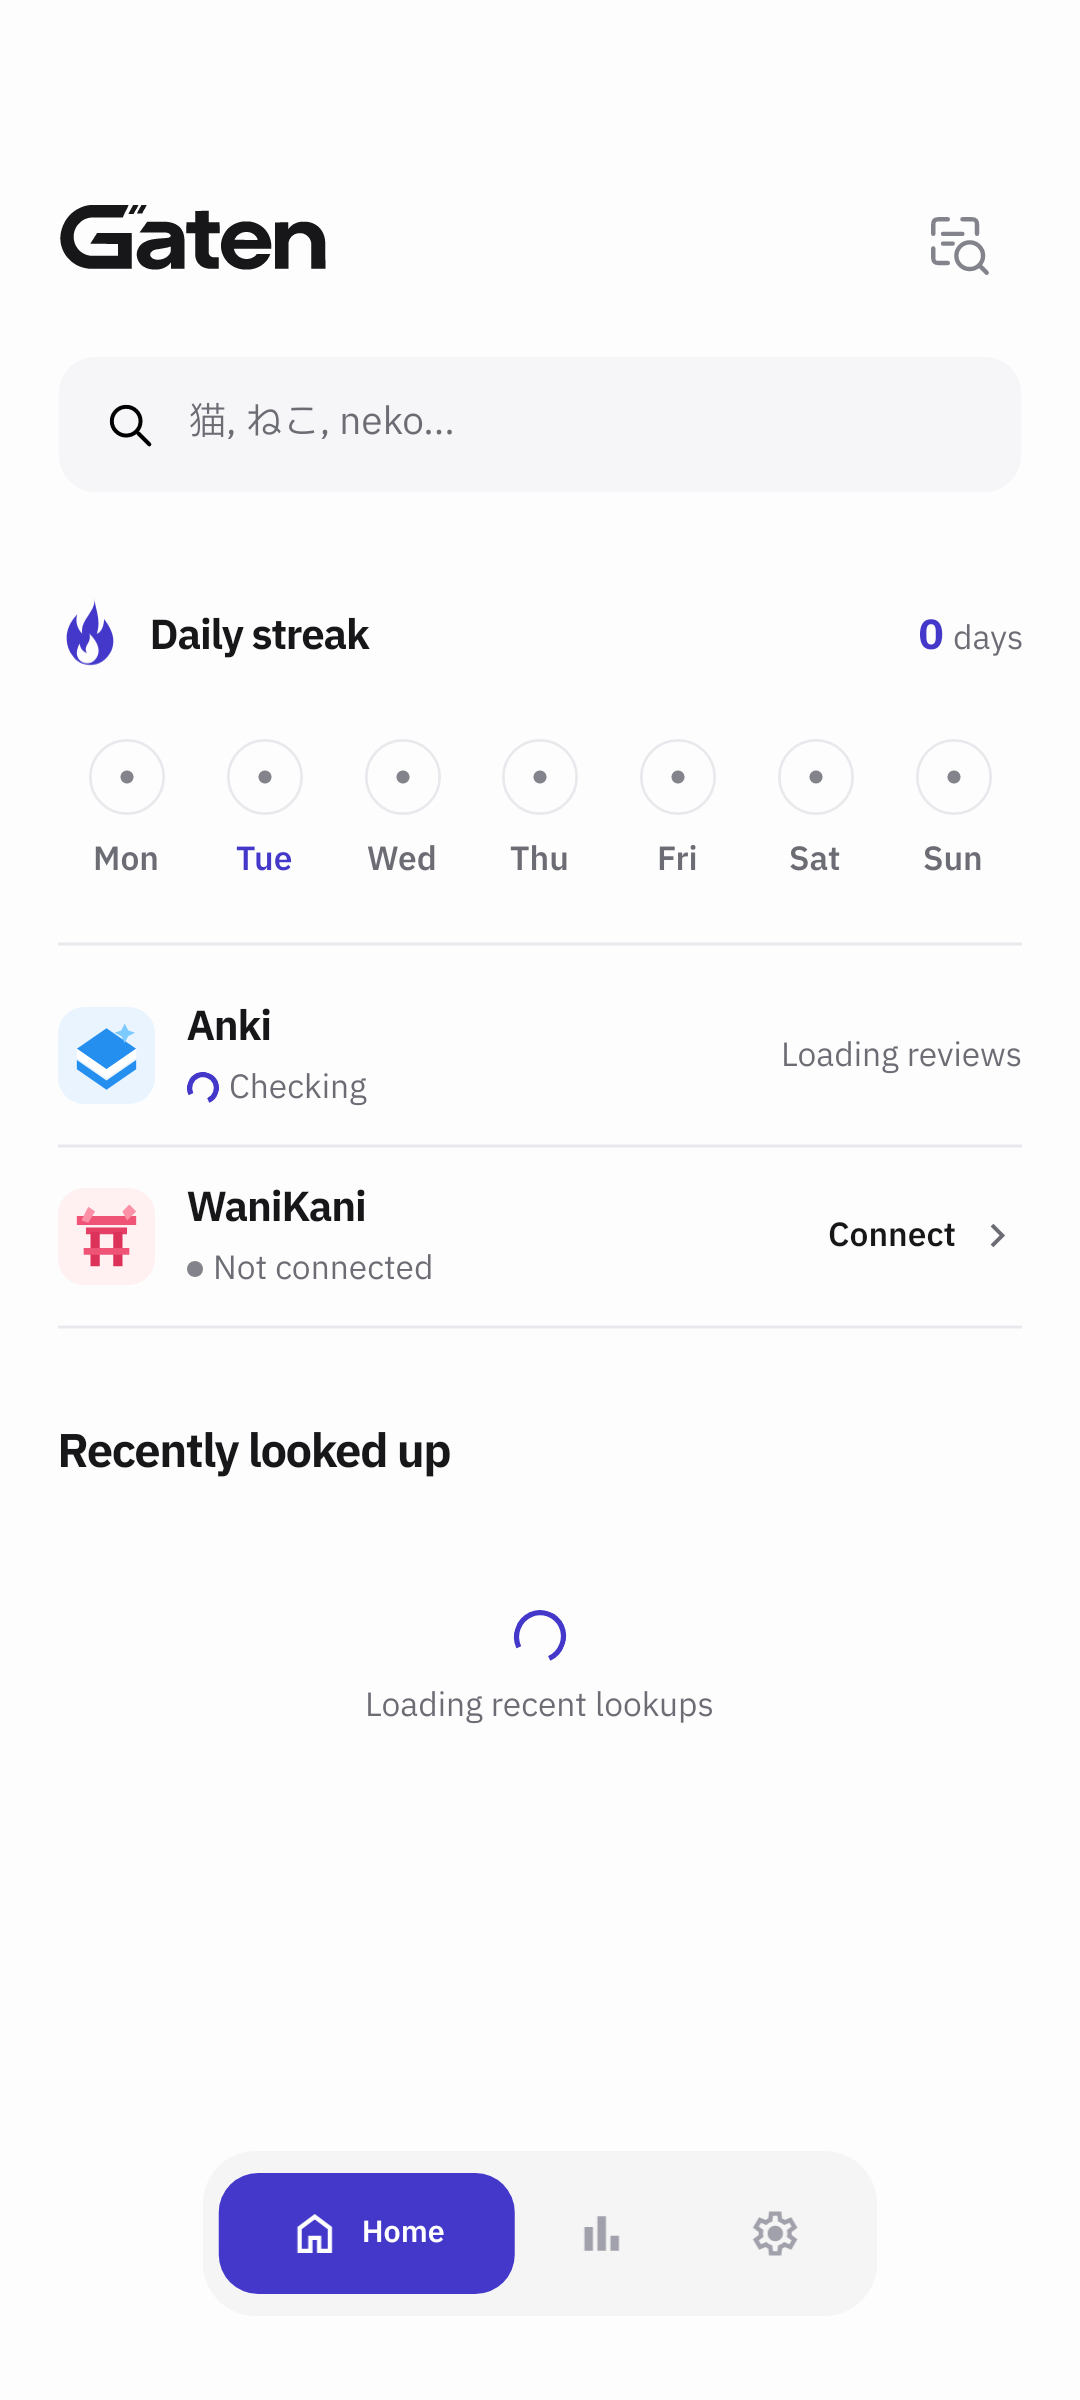 Gaten
猫, ねこ, neko...
Daily streak
0 days
Mon Tue Wed Thu Fri Sat Sun
Anki
Checking
Loading reviews
WaniKani
Not connected
Connect
Recently looked up
Loading recent lookups
Home